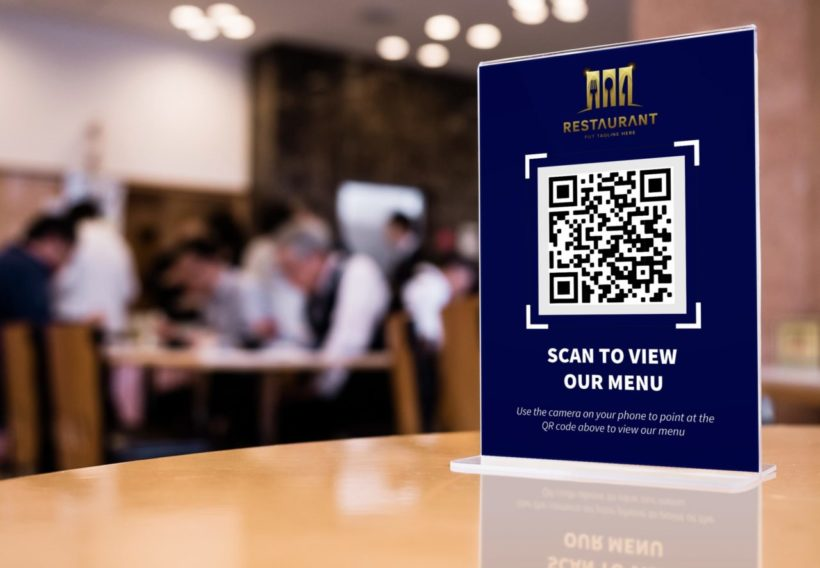 RESTAURANT
PUT TAGLINE HERE
SCAN TO VIEW
OUR MENU
Use the camera on your phone to point at the
QR code above to view our menu